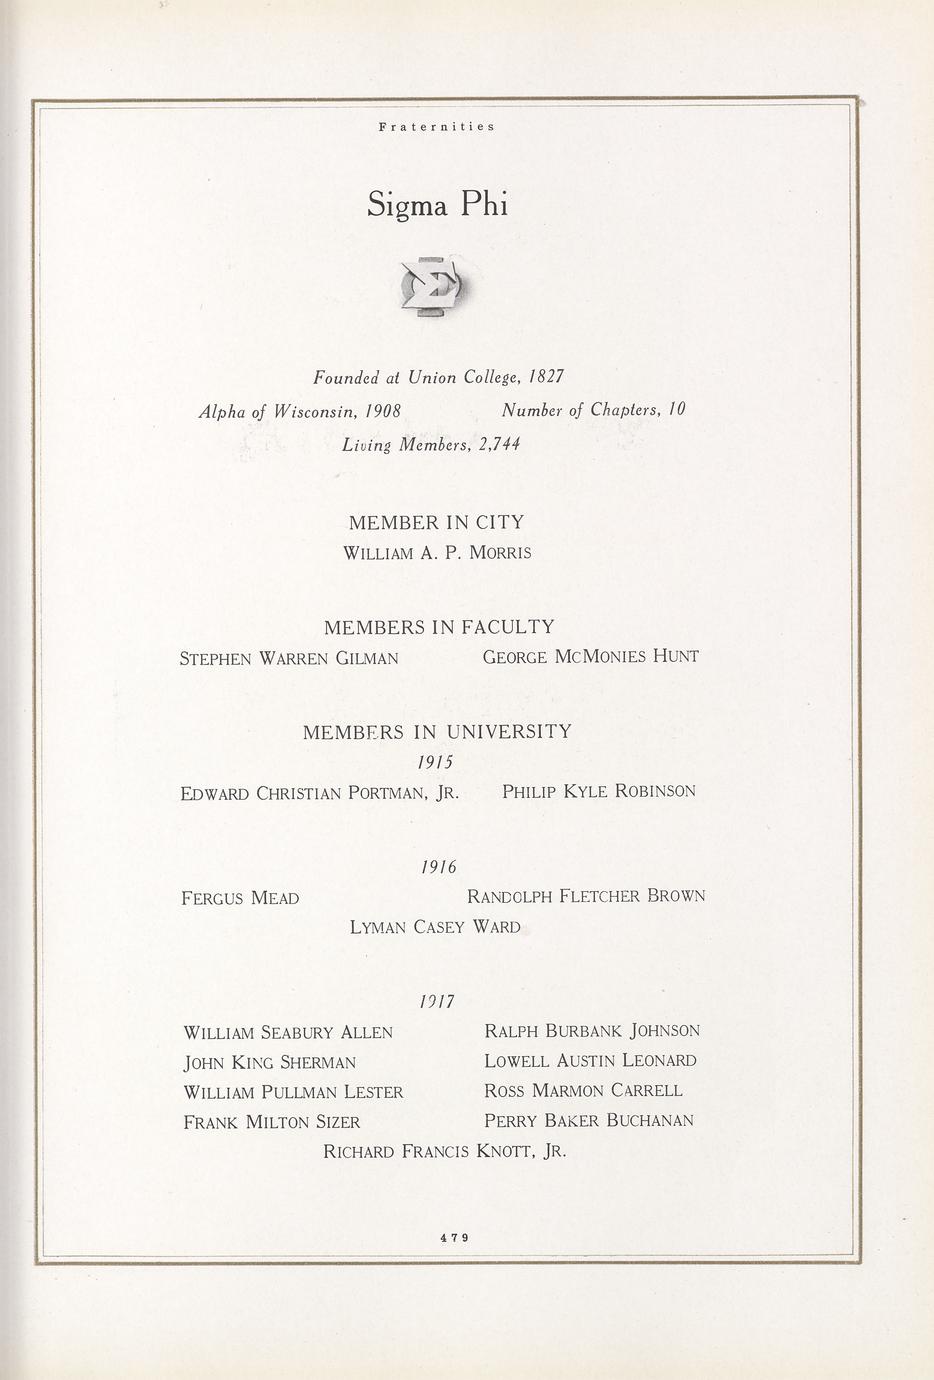 Fraternities
Sigma Phi
ΣΦ
Founded at Union College, 1827
Alpha of Wisconsin, 1908 Number of Chapters, 10
Living Members, 2,744
MEMBER IN CITY
WILLIAM A. P. MORRIS
MEMBERS IN FACULTY
STEPHEN WARREN GILMAN GEORGE MCMONIES HUNT
MEMBERS IN UNIVERSITY
1915
EDWARD CHRISTIAN PORTMAN, JR. PHILIP KYLE ROBINSON
1916
FERGUS MEAD RANDOLPH FLETCHER BROWN
LYMAN CASEY WARD
1917
WILLIAM SEABURY ALLEN RALPH BURBANK JOHNSON
JOHN KING SHERMAN LOWELL AUSTIN LEONARD
WILLIAM PULLMAN LESTER ROSS MARMON CARRELL
FRANK MILTON SIZER PERRY BAKER BUCHANAN
RICHARD FRANCIS KNOTT, JR.
479